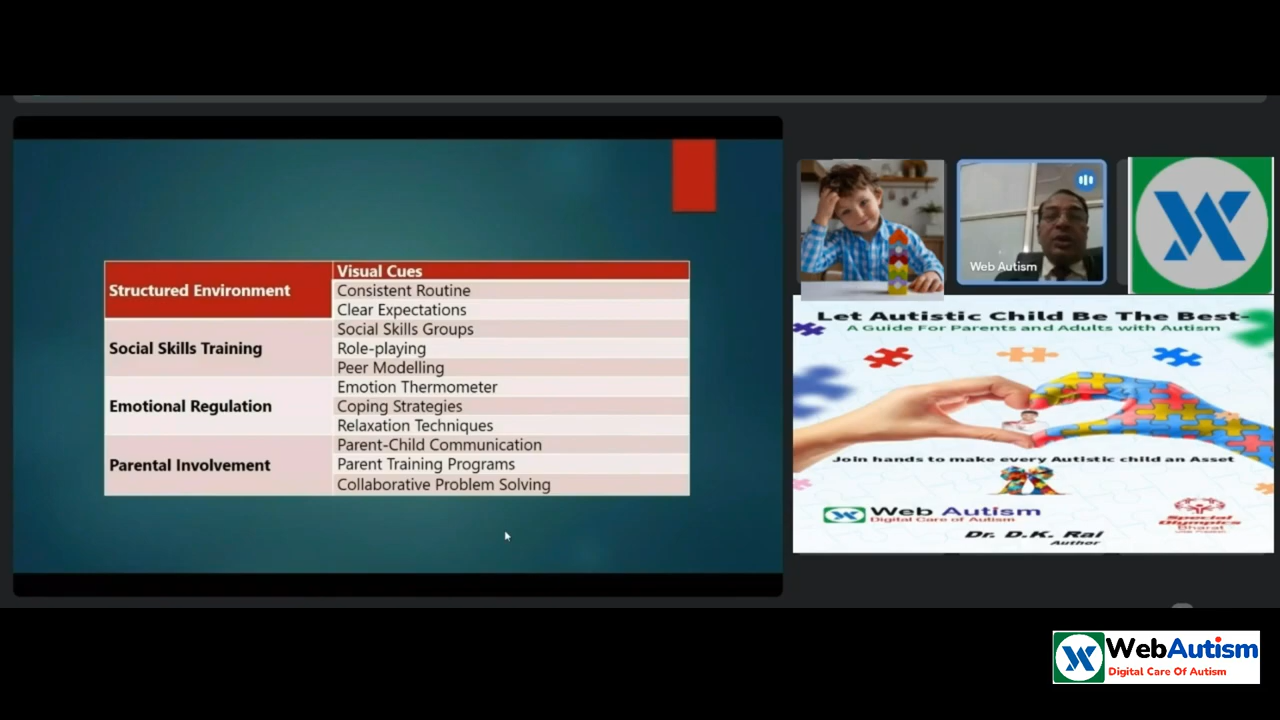 Structured Environment
Visual Cues
Consistent Routine
Clear Expectations
Social Skills Training
Social Skills Groups
Role-playing
Peer Modelling
Emotional Regulation
Emotion Thermometer
Coping Strategies
Relaxation Techniques
Parental Involvement
Parent-Child Communication
Parent Training Programs
Collaborative Problem Solving
Web Autism
Let Autistic Child Be The Best-
A Guide For Parents and Adults with Autism
Join hands to make every Autistic child an Asset
Web Autism
Digital Care of Autism
Special
Olympics
Bharat
Dr. D.K. Rai
Author
WebAutism
Digital Care Of Autism